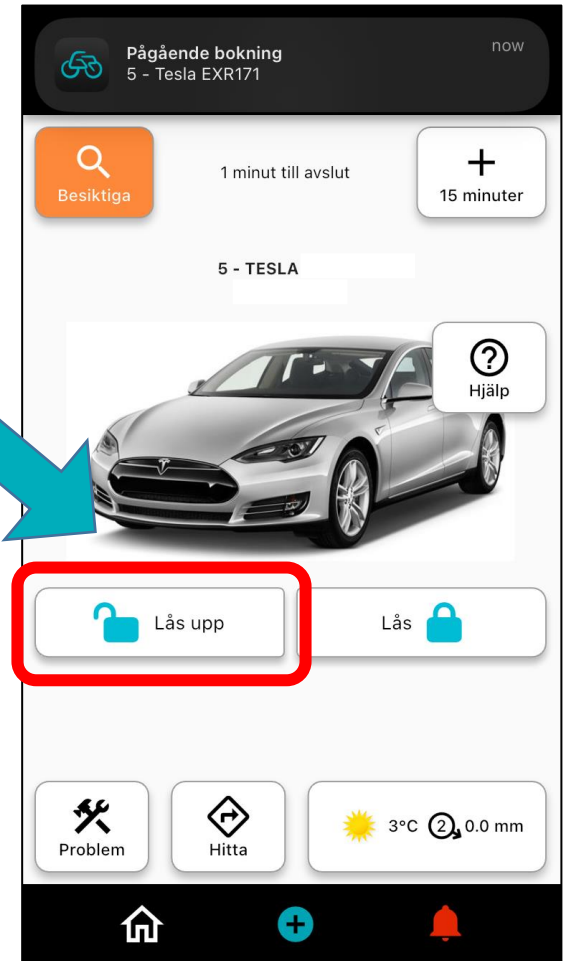 Pågående bokning
now
5 - Tesla EXR171
Besiktiga
1 minut till avslut
15 minuter
5 - TESLA
Hjälp
Lås upp
Lås
Problem
Hitta
3°C 2 0.0 mm